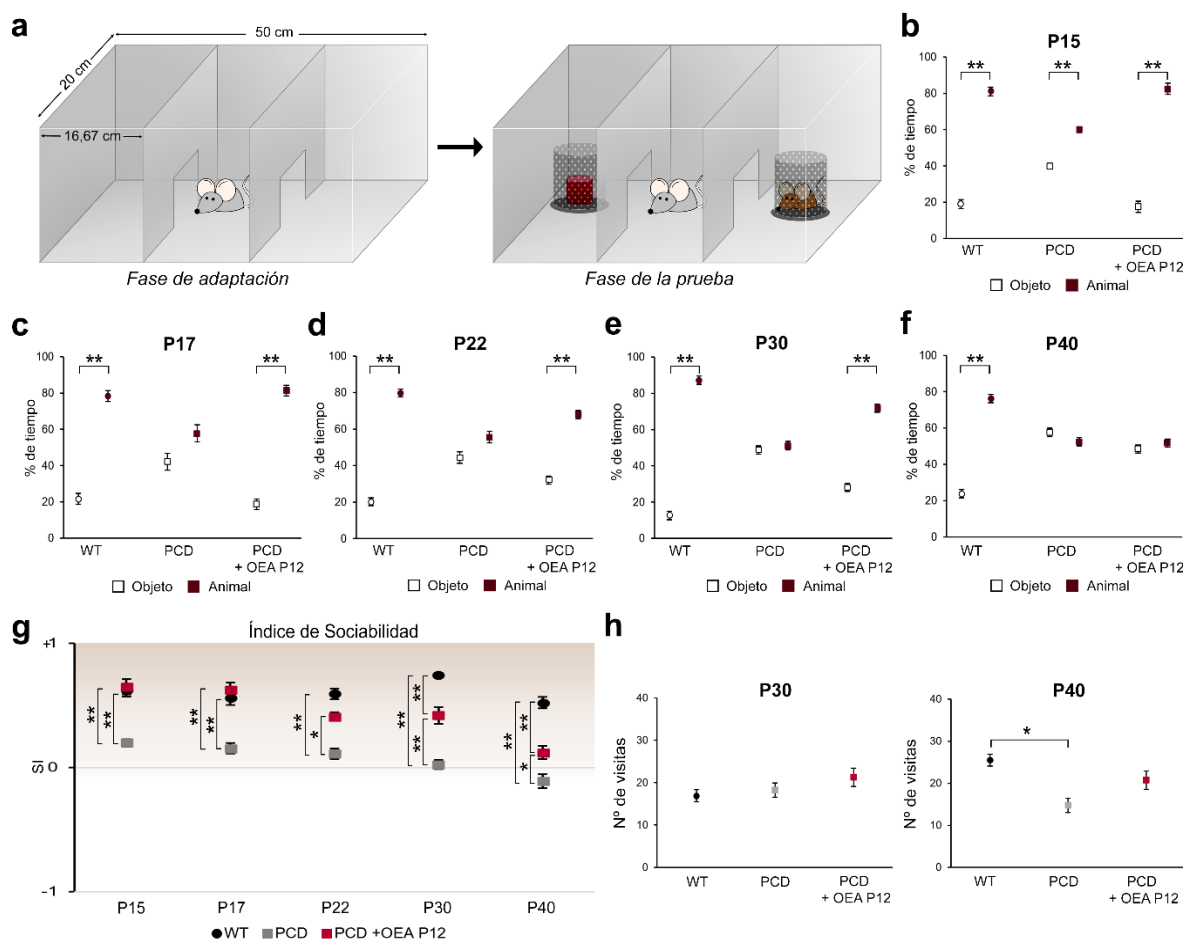 a
50 cm
20 cm
16,67 cm
Fase de adaptación
Fase de la prueba
b
P15
% de tiempo
100
80
60
40
20
0
** ** **
WT PCD PCD
+ OEA P12
Objeto Animal
c
P17
% de tiempo
100
80
60
40
20
0
** **
WT PCD PCD
+ OEA P12
Objeto Animal
d
P22
% de tiempo
100
80
60
40
20
0
** **
WT PCD PCD
+ OEA P12
e
P30
% de tiempo
100
80
60
40
20
0
** **
WT PCD PCD
+ OEA P12
Objeto Animal
f
P40
% de tiempo
100
80
60
40
20
0
**
WT PCD PCD
+ OEA P12
Objeto Animal
g
Índice de Sociabilidad
SI
+1
0
-1
** **
** **
** *
** ** **
** ** *
P15 P17 P22 P30 P40
WT PCD PCD +OEA P12
h
P30
Nº de visitas
40
30
20
10
0
WT PCD PCD
+ OEA P12
P40
Nº de visitas
40
30
20
10
0
*
WT PCD PCD
+ OEA P12